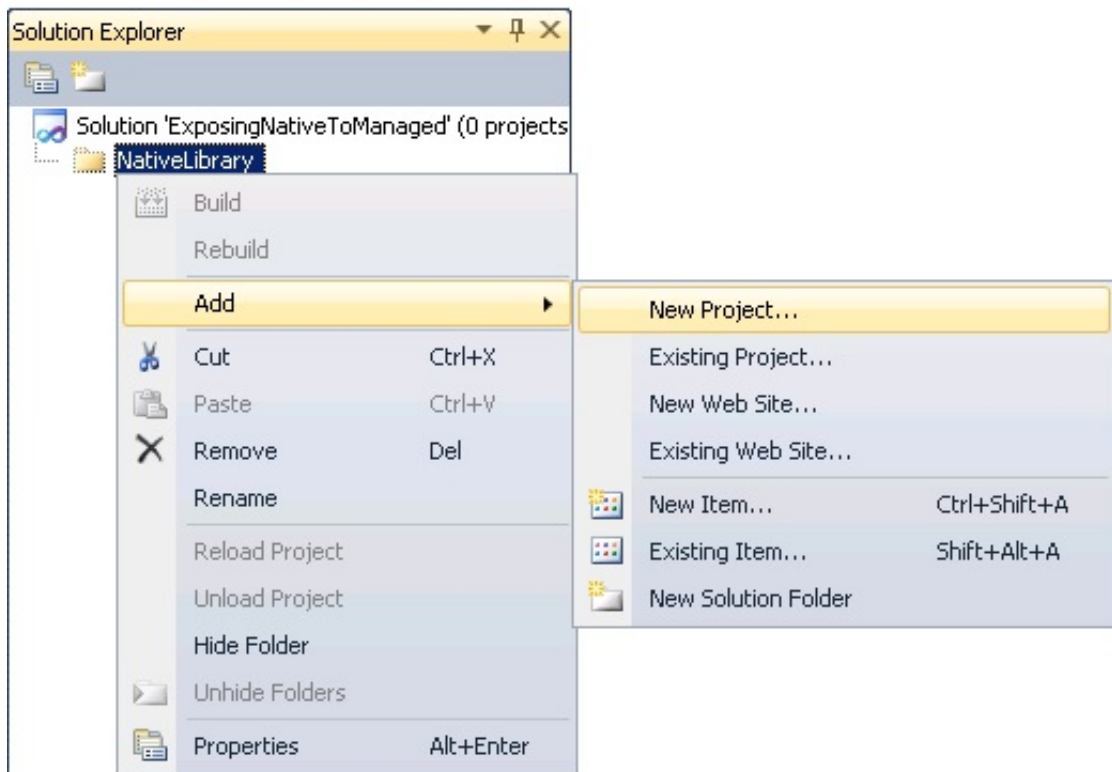 Solution Explorer
Solution 'ExposingNativeToManaged' (0 projects
NativeLibrary
Build
Rebuild
Add
Cut Ctrl+X
Paste Ctrl+V
Remove Del
Rename
Reload Project
Unload Project
Hide Folder
Unhide Folders
Properties Alt+Enter
New Project...
Existing Project...
New Web Site...
Existing Web Site...
New Item... Ctrl+Shift+A
Existing Item... Shift+Alt+A
New Solution Folder